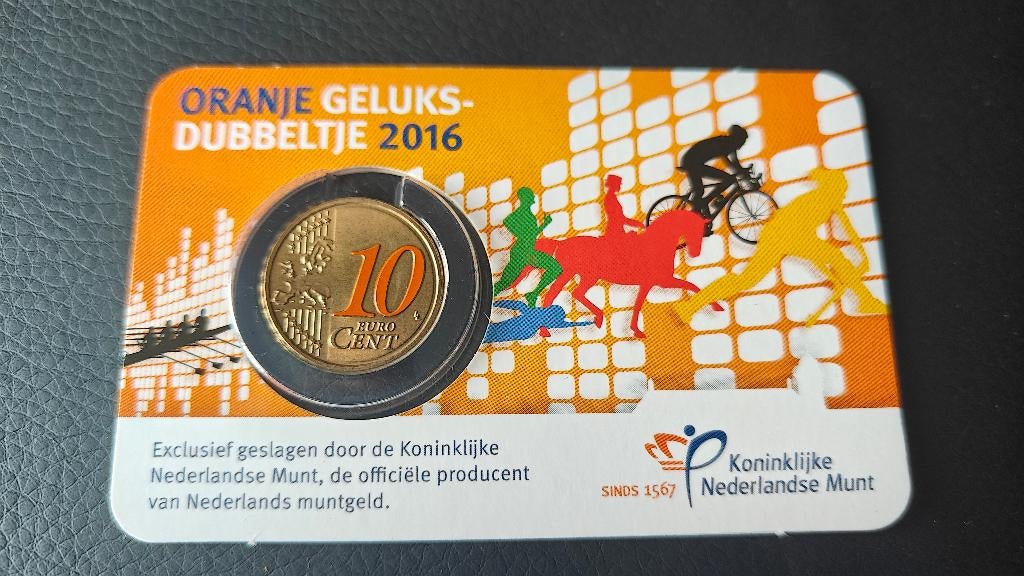 ORANJE GELUKS-
DUBBELTJE 2016
10
EURO
CENT
Exclusief geslagen door de Koninklijke
Nederlandse Munt, de officiële producent
van Nederlands muntgeld.
SINDS 1567
Koninklijke
Nederlandse Munt